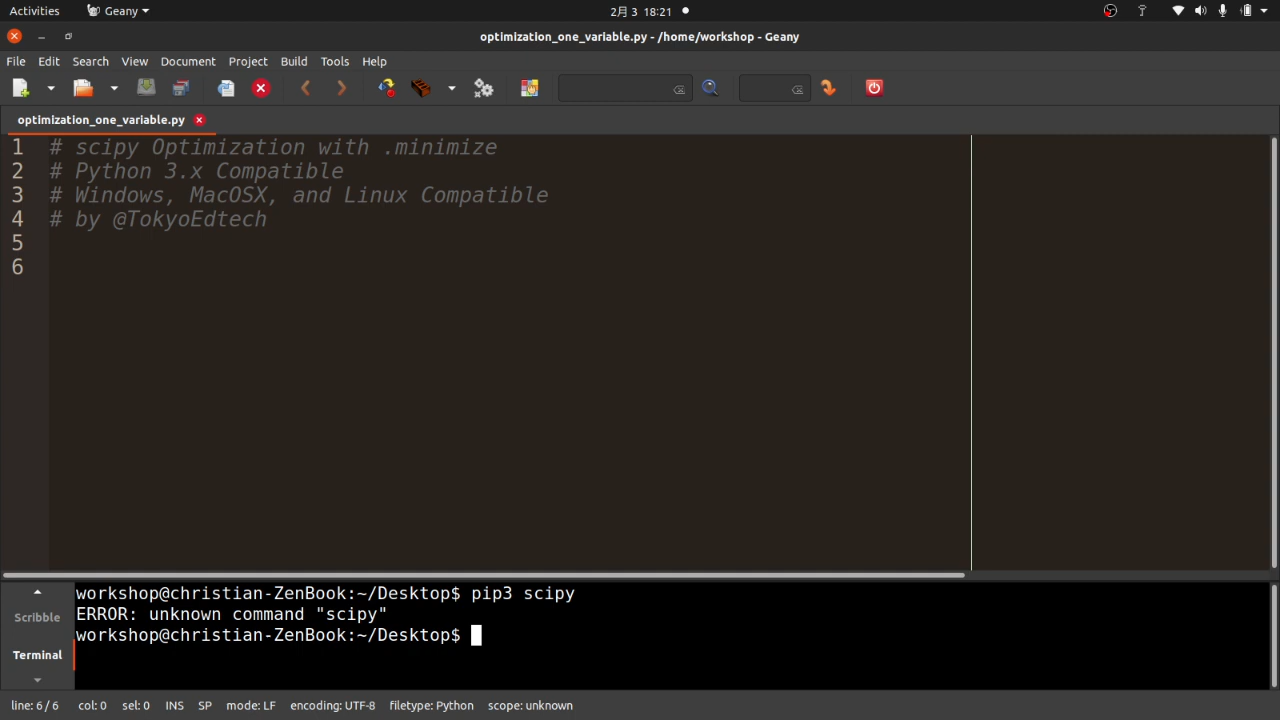 Activities Geany 2月 3 18:21
optimization_one_variable.py - /home/workshop - Geany
File Edit Search View Document Project Build Tools Help
optimization_one_variable.py
1 # scipy Optimization with .minimize
2 # Python 3.x Compatible
3 # Windows, MacOSX, and Linux Compatible
4 # by @TokyoEdtech
5
6
workshop@christian-ZenBook:~/Desktop$ pip3 scipy
ERROR: unknown command "scipy"
workshop@christian-ZenBook:~/Desktop$
Scribble
Terminal
line: 6 / 6 col: 0 sel: 0 INS SP mode: LF encoding: UTF-8 filetype: Python scope: unknown